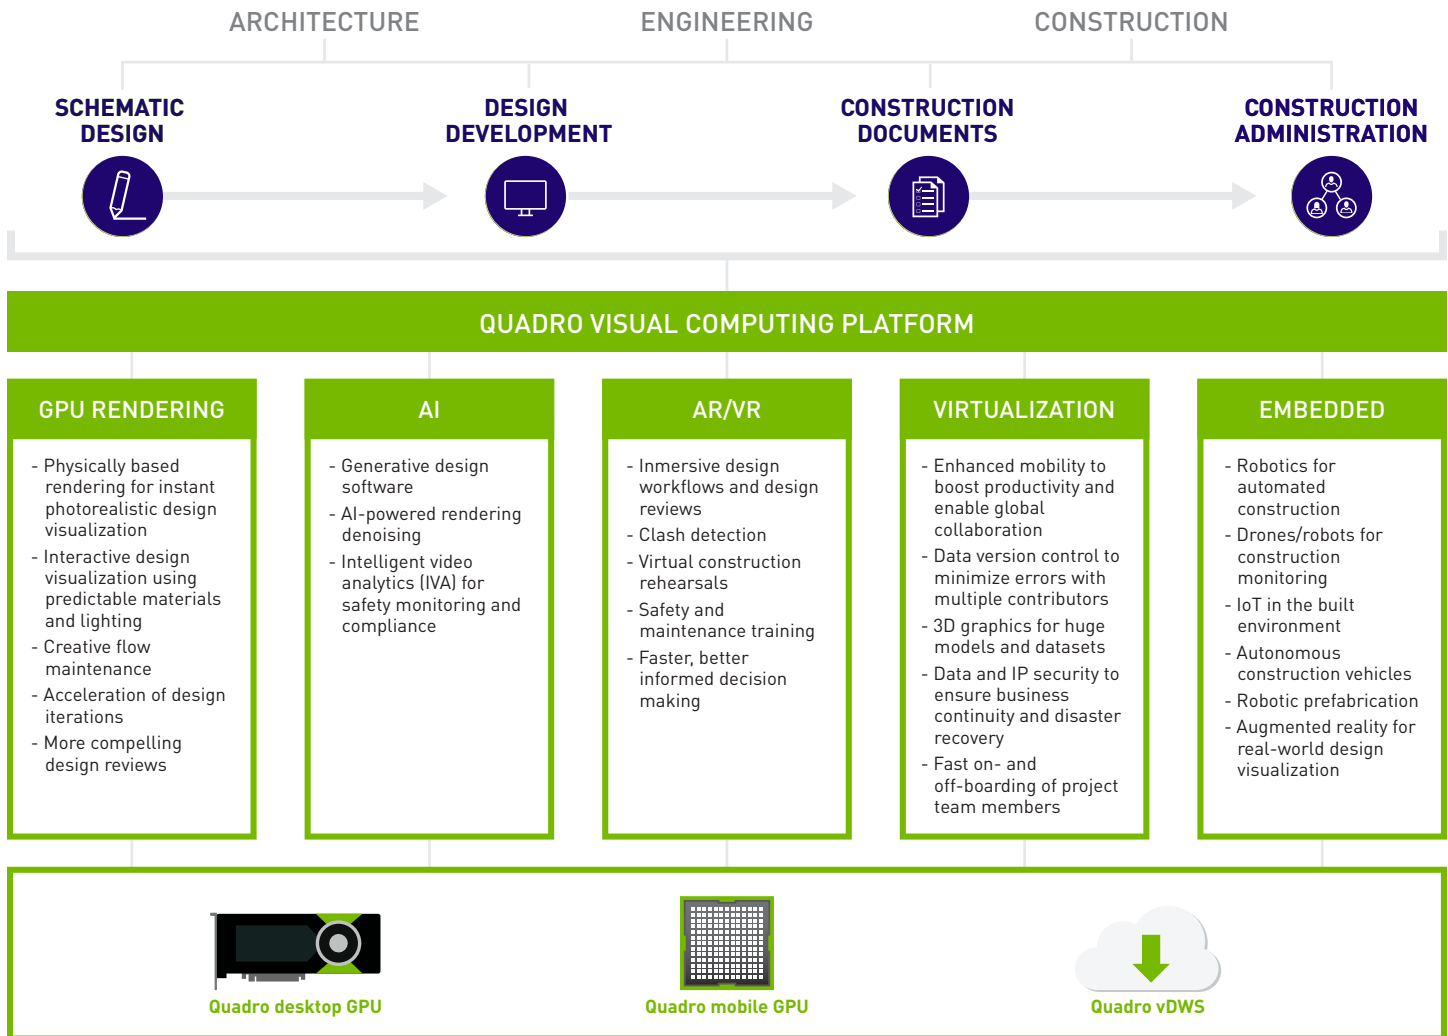 ARCHITECTURE
ENGINEERING
CONSTRUCTION
SCHEMATIC
DESIGN
DESIGN
DEVELOPMENT
CONSTRUCTION
DOCUMENTS
CONSTRUCTION
ADMINISTRATION
QUADRO VISUAL COMPUTING PLATFORM
GPU RENDERING
- Physically based
rendering for instant
photorealistic design
visualization
- Interactive design
visualization using
predictable materials
and lighting
- Creative flow
maintenance
- Acceleration of design
iterations
- More compelling
design reviews
AI
- Generative design
software
- AI-powered rendering
denoising
- Intelligent video
analytics (IVA) for
safety monitoring and
compliance
AR/VR
- Inmersive design
workflows and design
reviews
- Clash detection
- Virtual construction
rehearsals
- Safety and
maintenance training
- Faster, better
informed decision
making
VIRTUALIZATION
- Enhanced mobility to
boost productivity and
enable global
collaboration
- Data version control to
minimize errors with
multiple contributors
- 3D graphics for huge
models and datasets
- Data and IP security to
ensure business
continuity and disaster
recovery
- Fast on- and
off-boarding of project
team members
EMBEDDED
- Robotics for
automated
construction
- Drones/robots for
construction
monitoring
- IoT in the built
environment
- Autonomous
construction vehicles
- Robotic prefabrication
- Augmented reality for
real-world design
visualization
Quadro desktop GPU
Quadro mobile GPU
Quadro vDWS